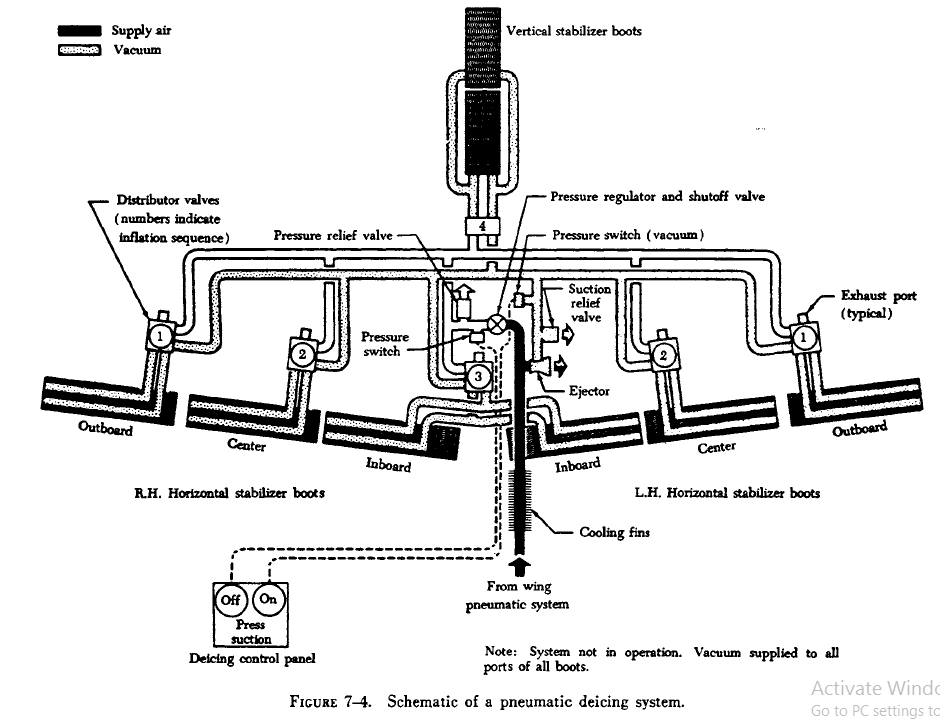 Supply air
Vacuum
Vertical stabilizer boots
Distributor valves
(numbers indicate
inflation sequence)
Pressure regulator and shutoff valve
4
Pressure relief valve
Pressure switch (vacuum)
Suction
relief
valve
Exhaust port
(typical)
1
2
Pressure
switch
3
2
1
Ejector
Outboard
Center
Inboard
Inboard
Center
Outboard
R.H. Horizontal stabilizer boots
L.H. Horizontal stabilizer boots
Cooling fins
From wing
pneumatic system
Off
On
Press
suction
Deicing control panel
Note: System not in operation. Vacuum supplied to all
ports of all boots.
FIGURE 7-4. Schematic of a pneumatic deicing system.
Activate Windo
Go to PC settings to